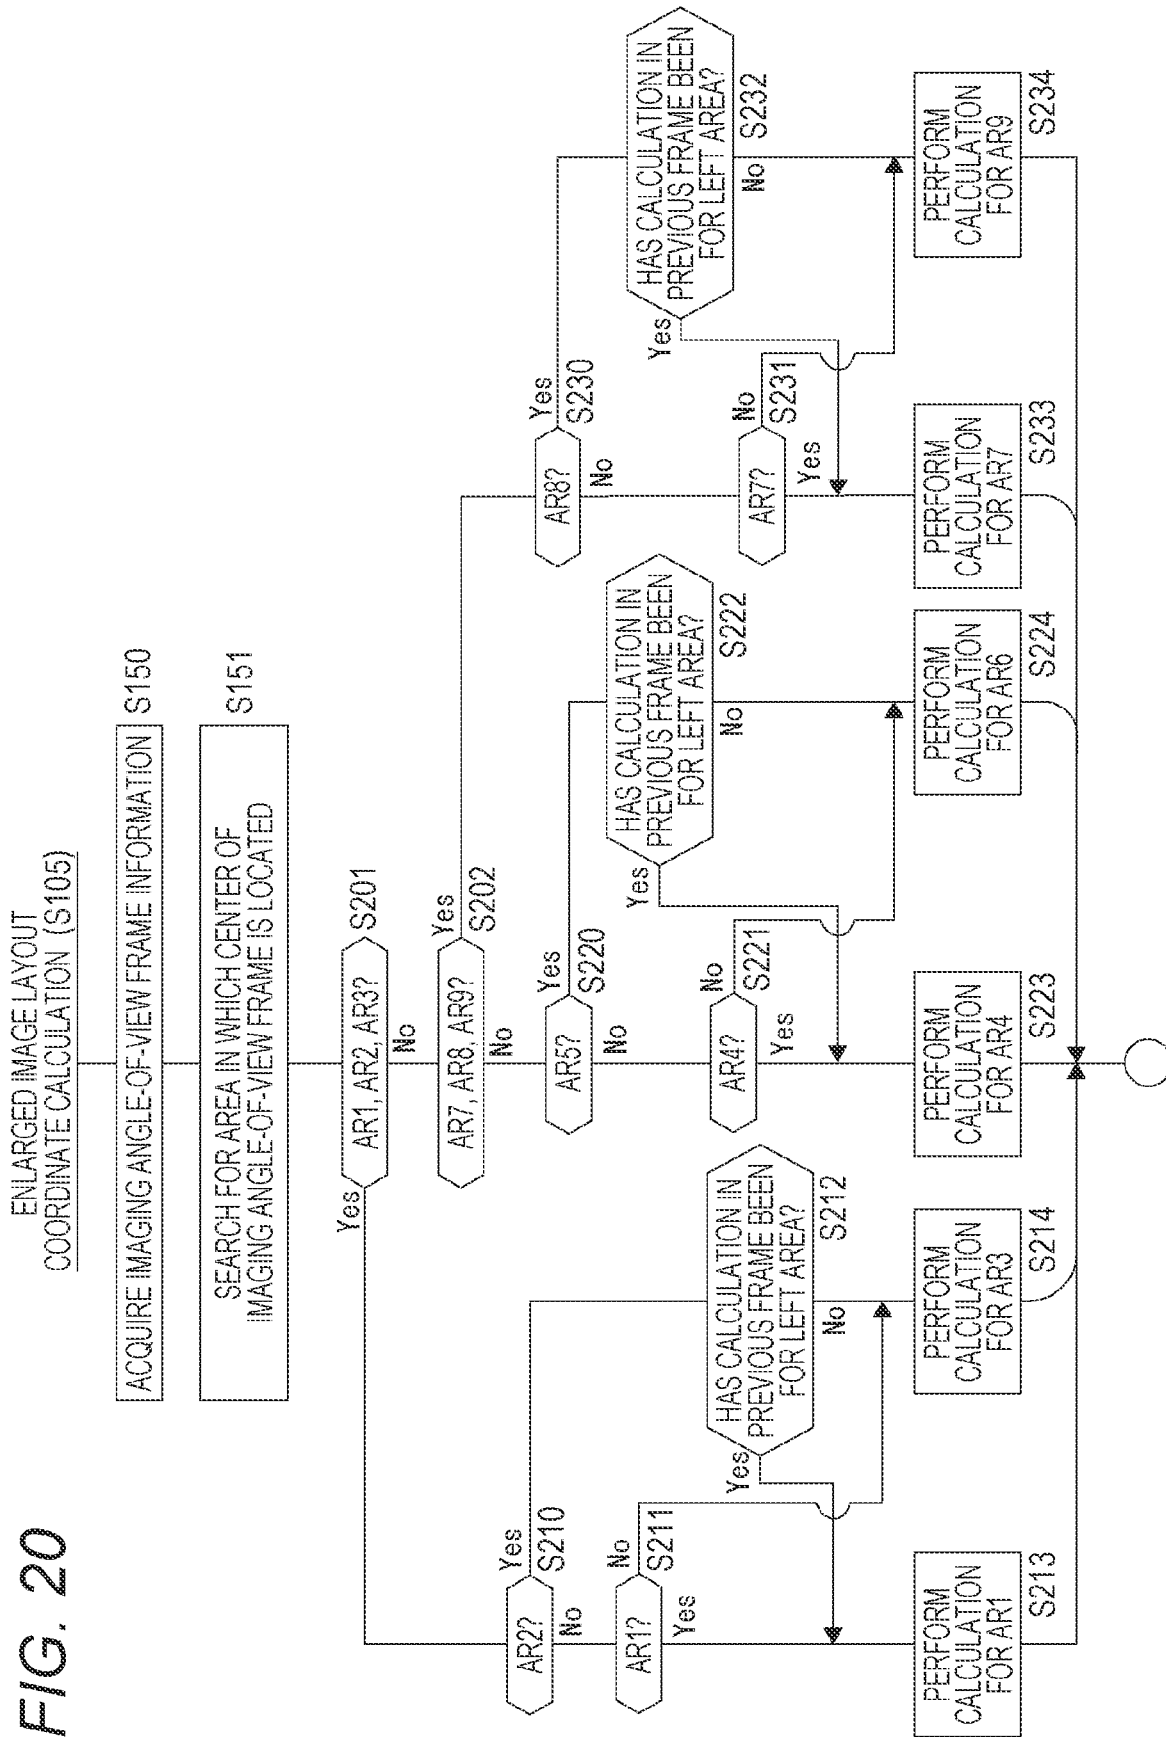 FIG. 20
ENLARGED IMAGE LAYOUT
COORDINATE CALCULATION (S105)
ACQUIRE IMAGING ANGLE-OF-VIEW FRAME INFORMATION
S150
SEARCH FOR AREA IN WHICH CENTER OF
IMAGING ANGLE-OF-VIEW FRAME IS LOCATED
S151
Yes
AR1, AR2, AR3?
S201
No
AR7, AR8, AR9?
Yes
S202
No
AR2?
Yes
S210
No
AR1?
No
S211
Yes
HAS CALCULATION IN
PREVIOUS FRAME BEEN
FOR LEFT AREA?
S212
Yes
No
PERFORM
CALCULATION
FOR AR1
S213
PERFORM
CALCULATION
FOR AR3
S214
AR5?
Yes
S220
No
AR4?
No
S221
Yes
HAS CALCULATION IN
PREVIOUS FRAME BEEN
FOR LEFT AREA?
S222
Yes
No
PERFORM
CALCULATION
FOR AR4
S223
PERFORM
CALCULATION
FOR AR6
S224
AR8?
Yes
S230
No
AR7?
No
S231
Yes
HAS CALCULATION IN
PREVIOUS FRAME BEEN
FOR LEFT AREA?
S232
Yes
No
PERFORM
CALCULATION
FOR AR7
S233
PERFORM
CALCULATION
FOR AR9
S234